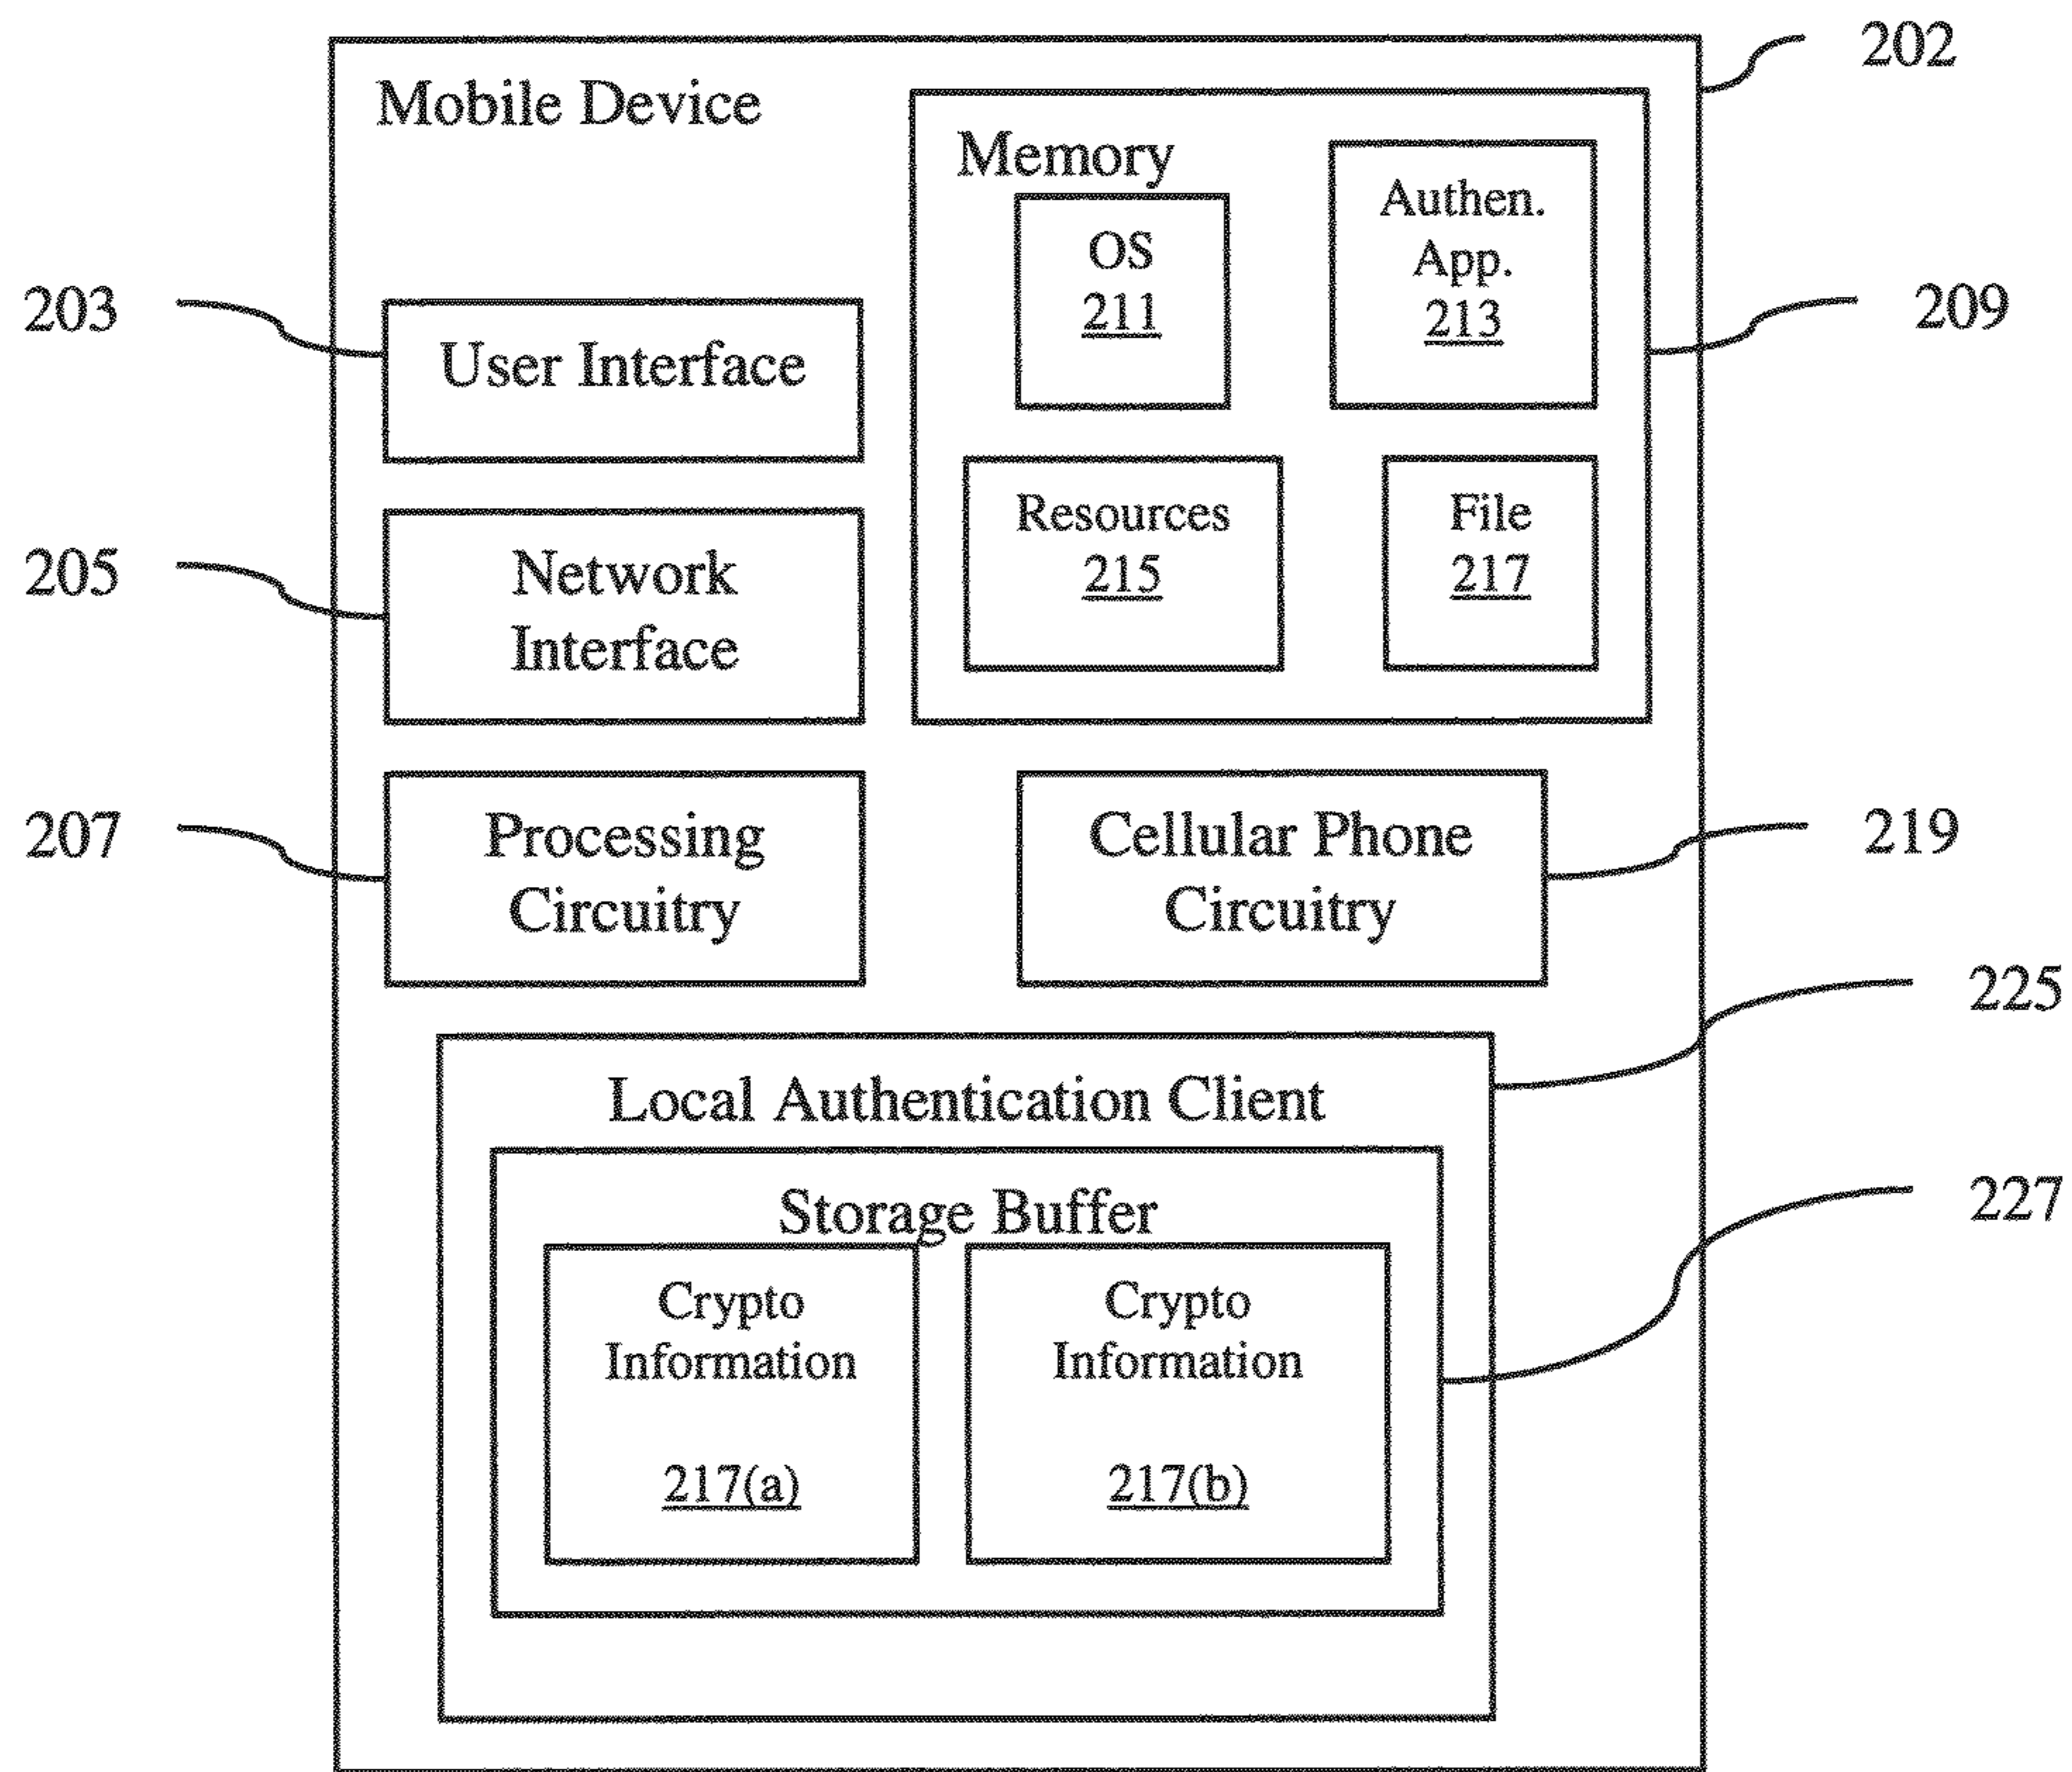 202
Mobile Device
Memory
OS
211
Authen.
App.
213
203
User Interface
209
Resources
215
File
217
205
Network
Interface
207
Processing
Circuitry
Cellular Phone
Circuitry
219
225
Local Authentication Client
227
Storage Buffer
Crypto
Information
217(a)
Crypto
Information
217(b)